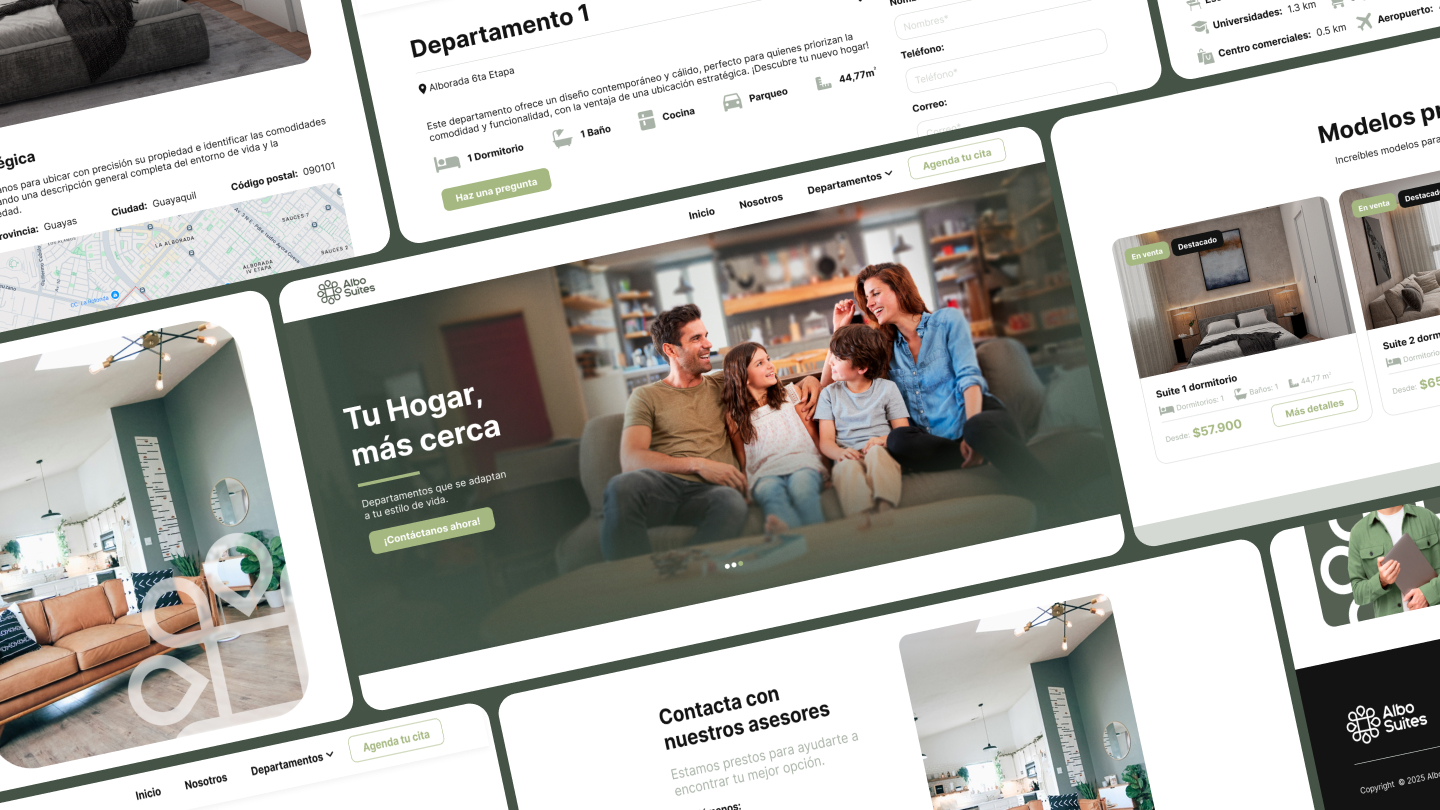 Departamento 1
Alborada 6ta Etapa
Este departamento ofrece un diseño contemporáneo y cálido, perfecto para quienes priorizan la
comodidad y funcionalidad, con la ventaja de una ubicación estratégica. ¡Descubre tu nuevo hogar!
1 Dormitorio
1 Baño
Cocina
Parqueo
44,77m²
Haz una pregunta
Nombres*
Teléfono:
Teléfono*
Correo:
Correo*
Universidades: 1.3 km
Centro comerciales: 0.5 km
Aeropuerto:
anos para ubicar con precisión su propiedad e identificar las comodidades
ando una descripción general completa del entorno de vida y la
edad.
Provincia: Guayas
Ciudad: Guayaquil
Código postal: 090101
SAUCES 7
LA ALBORADA
SAUCES 2
ALBORADA
IV ETAPA
Albo
Suites
Inicio
Nosotros
Departamentos
Agenda tu cita
Tu Hogar,
más cerca
Departamentos que se adaptan
a tu estilo de vida.
¡Contáctanos ahora!
Modelos
Increíbles modelos para
En venta
Destacado
Suite 1 dormitorio
Dormitorios: 1
Baños: 1
44,77 m²
Desde: $57.900
Más detalles
En venta
Destacado
Suite 2
Desde:
Inicio
Nosotros
Departamentos
Agenda tu cita
Contacta con
nuestros asesores
Estamos prestos para ayudarte a
encontrar tu mejor opción.
Albo
Suites
Copyright © 2025